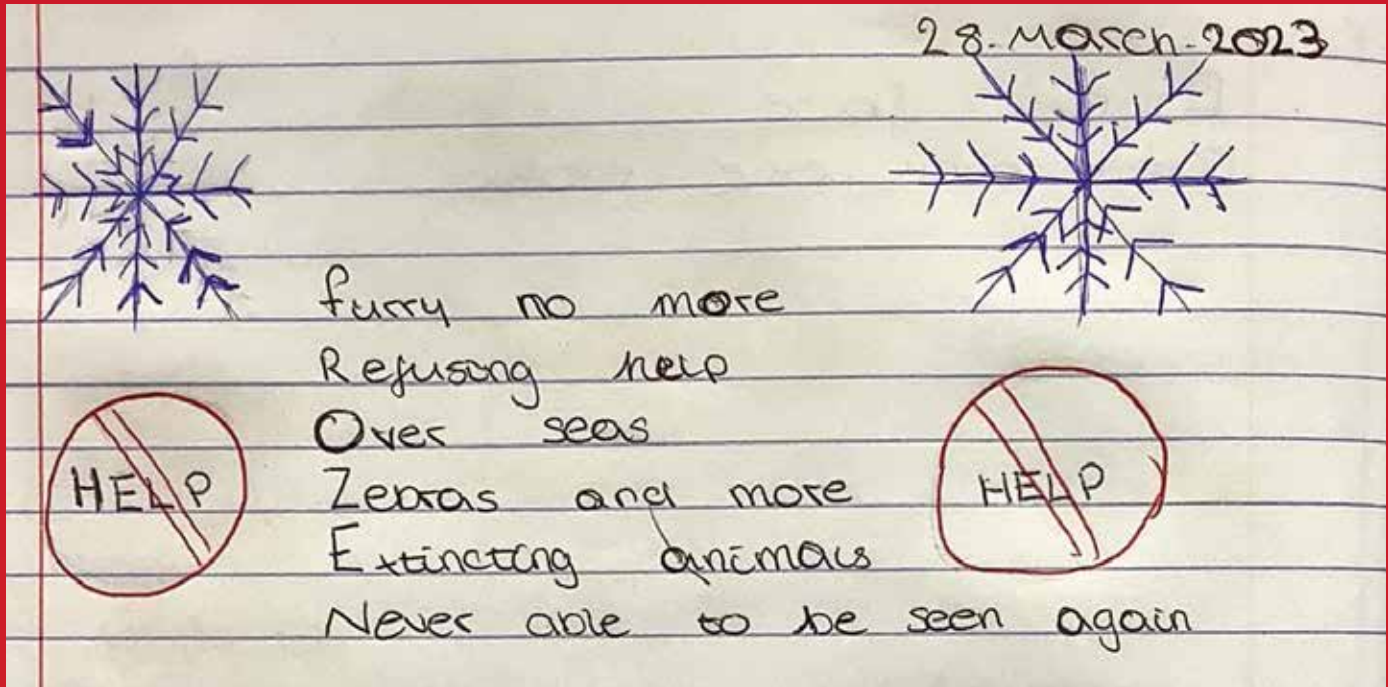 28. March. 2023
furry no more
Refusing help
Over seas
HELP
HELP
Zebras and more
Extincting animals
Never able to be seen again